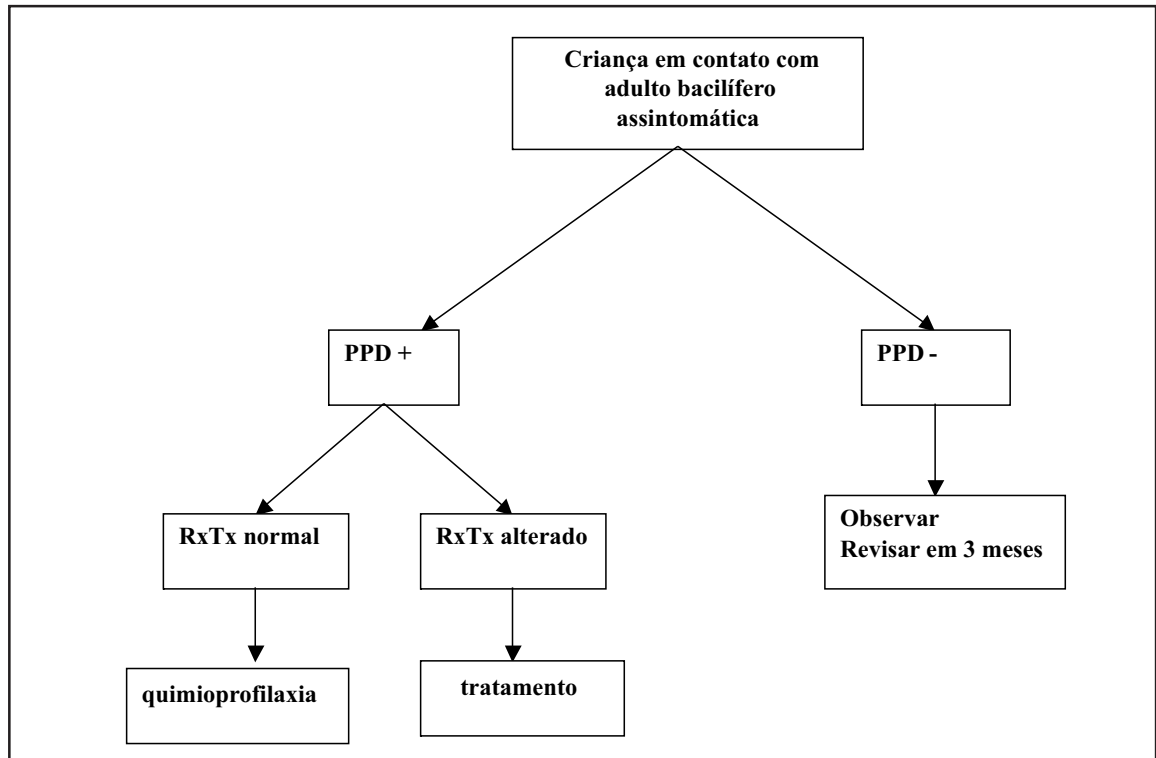 Criança em contato com
adulto bacilífero
assintomática
PPD +
PPD -
RxTx normal
RxTx alterado
Observar
Revisar em 3 meses
quimioprofilaxia
tratamento